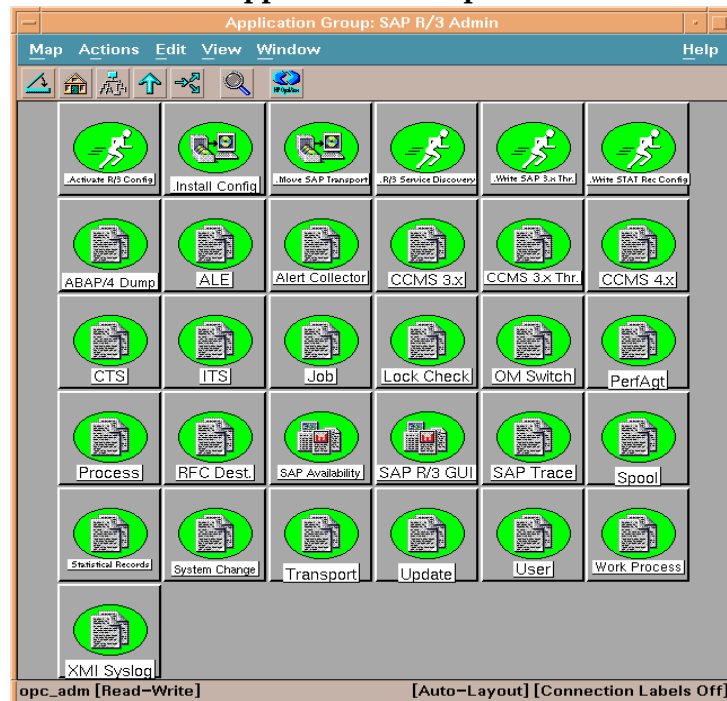 Application Group: SAP R/3 Admin
Map Actions Edit View Window Help
HP OpenView
.Activate R/3 Config .Install Config .Move SAP Transport .R/3 Service Discovery .Write SAP 3.x Thr. .Write STAT Rec Config
ABAP/4 Dump ALE Alert Collector CCMS 3.x CCMS 3.x Thr. CCMS 4.x
CTS ITS Job Lock Check OM Switch PerfAgt
Process RFC Dest. SAP Availability SAP R/3 GUI SAP Trace Spool
Statistical Records System Change Transport Update User Work Process
XMI Syslog
opc_adm [Read-Write] [Auto-Layout] [Connection Labels Off]